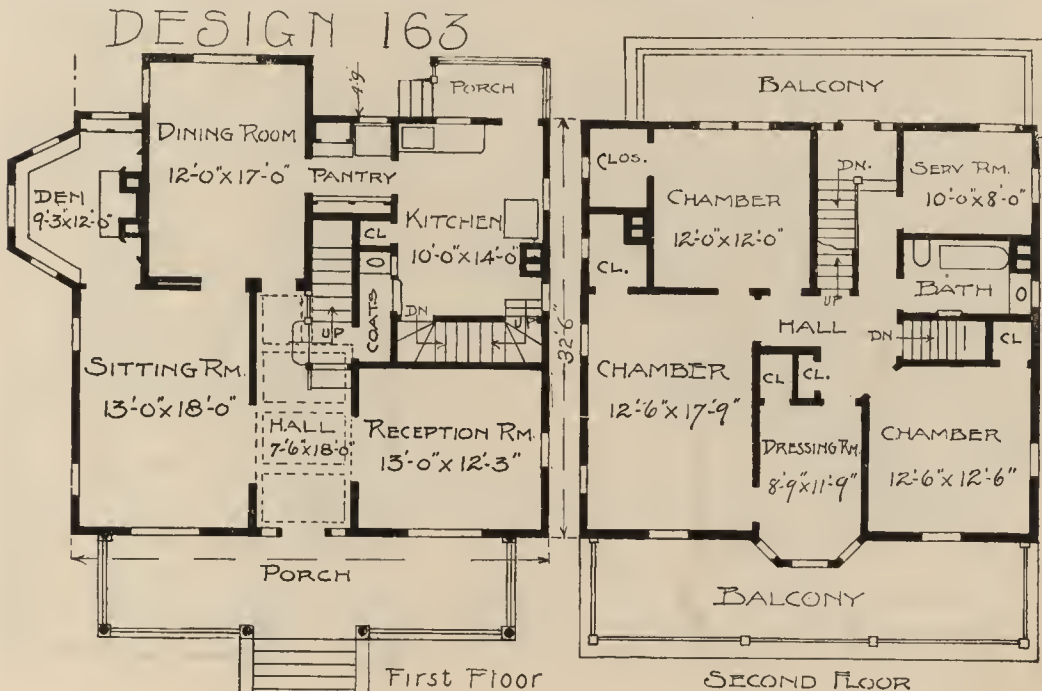 DESIGN 163
PORCH
DINING ROOM
12'-0"X17'-0"
PANTRY
DEN
9'-3"X12'-0"
CL
KITCHEN
10'-0"X14'-0"
COATS
UP
DN
U
SITTING RM.
13'-0"X18'-0"
HALL
7'-6"X18'-0"
RECEPTION RM.
13'-0"X12'-3"
32'-6"
PORCH
First Floor
BALCONY
CLOS.
CHAMBER
12'-0"X12'-0"
DN.
SERV RM.
10'-0"X8'-0"
CL.
UP
BATH
HALL
DN
CL
CHAMBER
12'-6"X17'-9"
CL
CL.
DRESSING RM.
8'-9"X11'-9"
CHAMBER
12'-6"X12'-6"
BALCONY
SECOND FLOOR